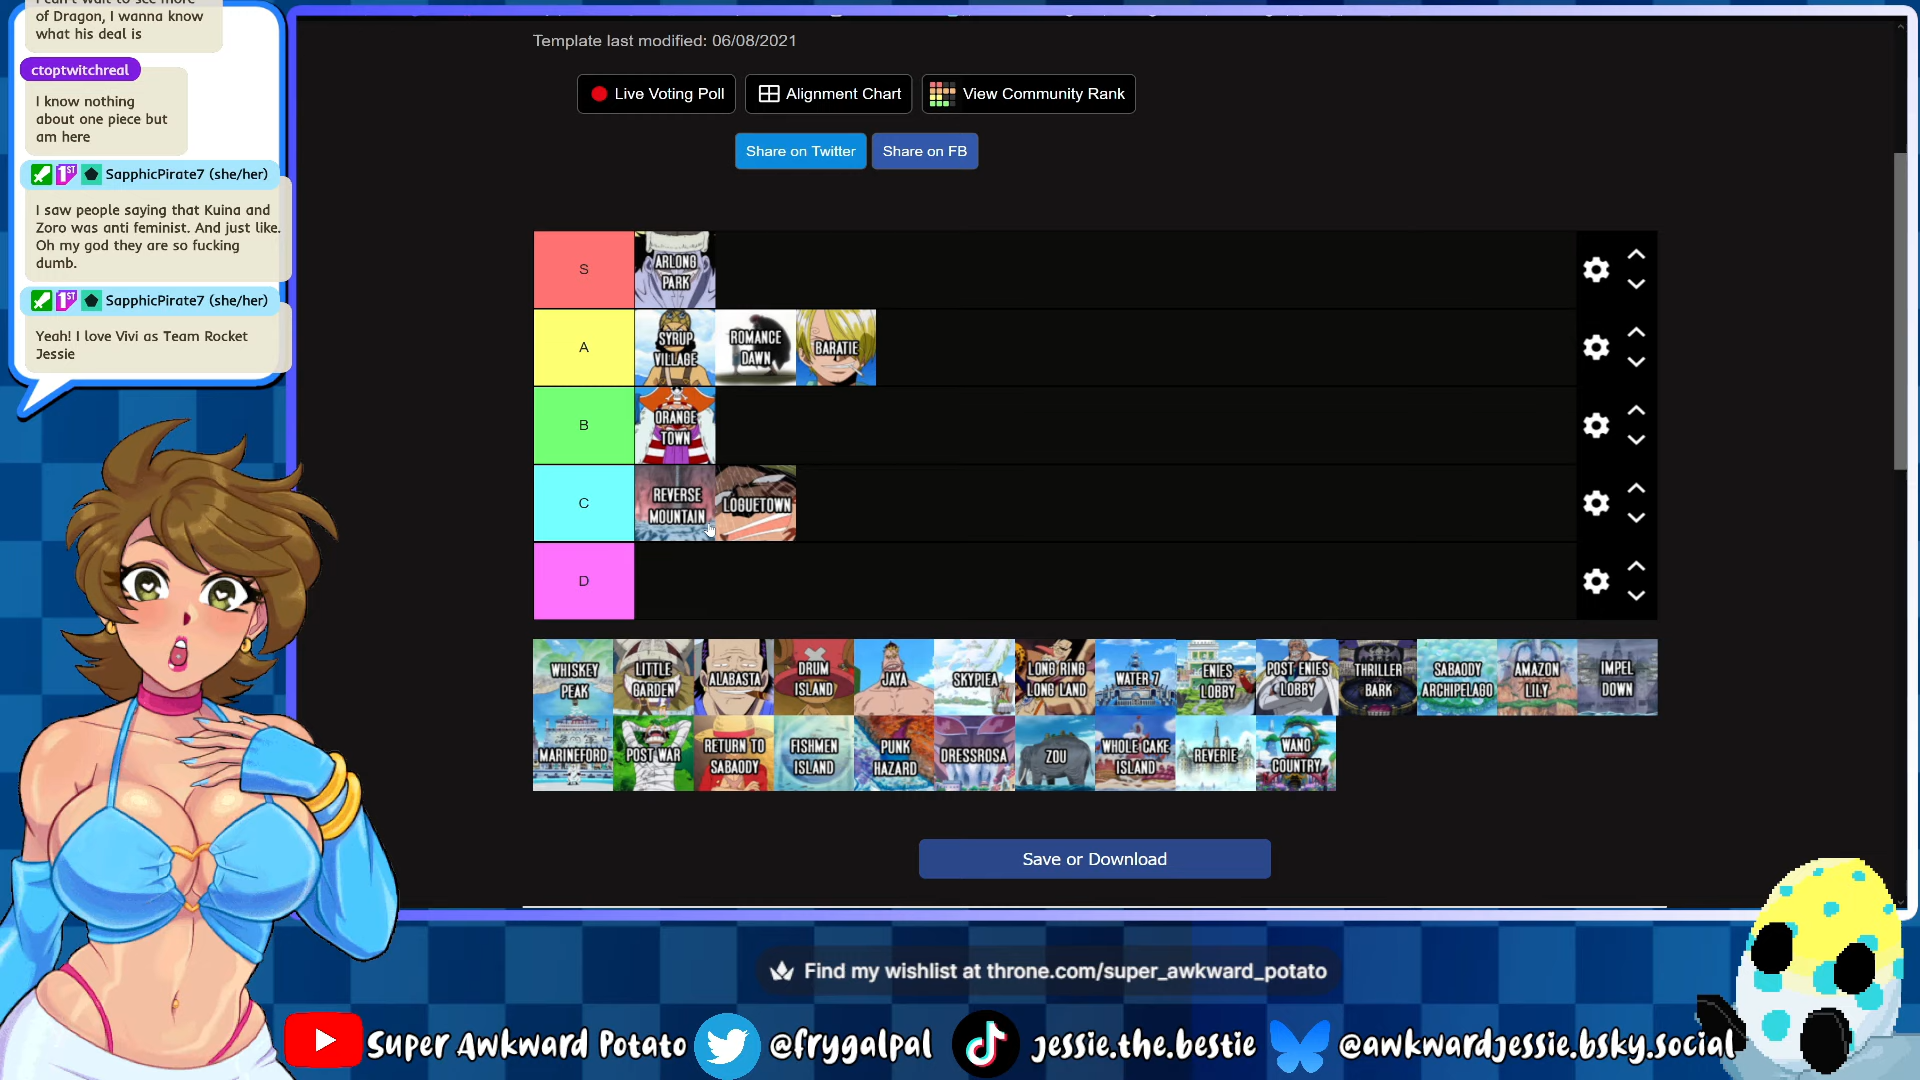 of Dragon, I wanna know
what his deal is
ctoptwitchreal
I know nothing
about one piece but
am here
1ST SapphicPirate7 (she/her)
I saw people saying that Kuina and
Zoro was anti feminist. And just like.
Oh my god they are so fucking
dumb.
1ST SapphicPirate7 (she/her)
Yeah! I love Vivi as Team Rocket
Jessie
Template last modified: 06/08/2021
Live Voting Poll
Alignment Chart
View Community Rank
Share on Twitter
Share on FB
S
ARLONG
PARK
A
SYRUP
VILLAGE
ROMANCE
DAWN
BARATIE
B
ORANGE
TOWN
C
REVERSE
MOUNTAIN
LOGUETOWN
D
WHISKEY
PEAK
LITTLE
GARDEN
ALABASTA
DRUM
ISLAND
JAYA
SKYPIEA
LONG RING
LONG LAND
WATER 7
ENIES
LOBBY
POST ENIES
LOBBY
THRILLER
BARK
SABAODY
ARCHIPELAGO
AMAZON
LILY
IMPEL
DOWN
MARINEFORD
POST WAR
RETURN TO
SABAODY
FISHMEN
ISLAND
PUNK
HAZARD
DRESSROSA
ZOU
WHOLE CAKE
ISLAND
REVERIE
WANO
COUNTRY
Save or Download
Find my wishlist at throne.com/super_awkward_potato
Super Awkward Potato
@frygalpal
jessie.the.bestie
@awkwardjessie.bsky.social